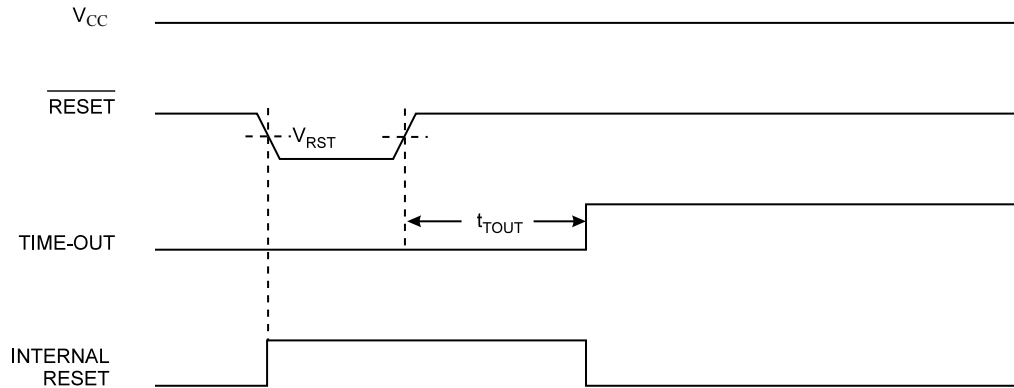 VCC
RESET
VRST
tTOUT
TIME-OUT
INTERNAL
RESET